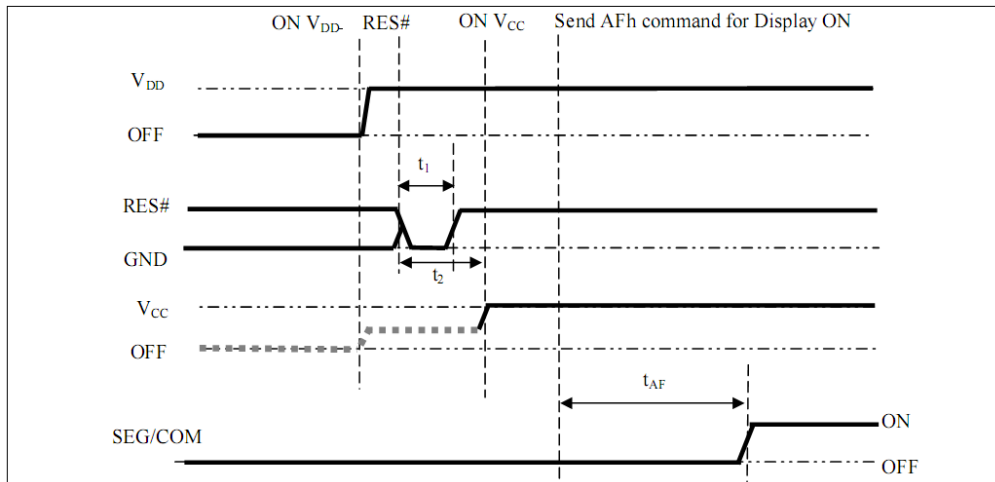 ON VDD- RES# ON VCC Send AFh command for Display ON
VDD
OFF
t1
RES#
GND
t2
VCC
OFF
tAF
SEG/COM
ON
OFF